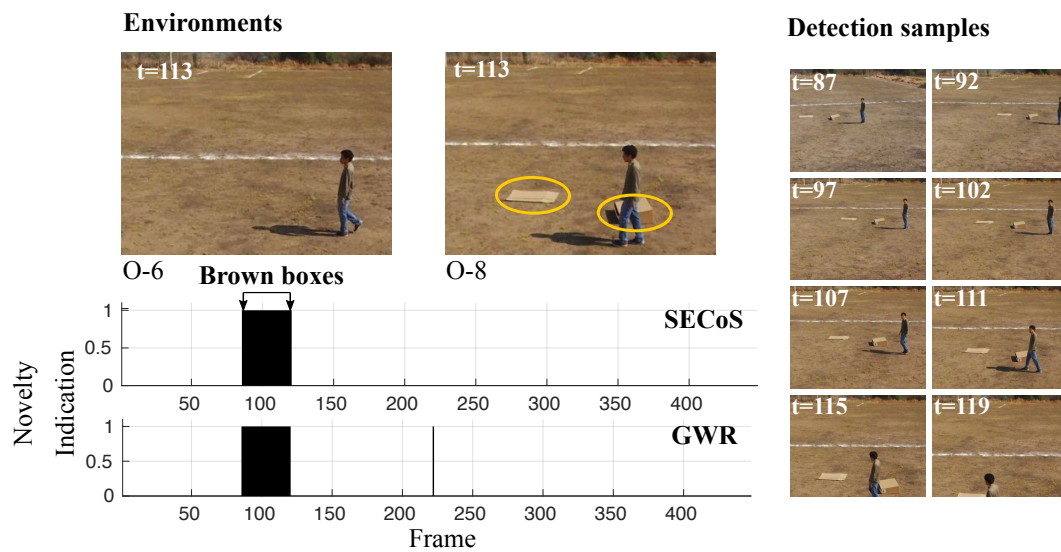 Environments
t=113
t=113
O-6
O-8
Brown boxes
1
0.5
0
SECoS
50 100 150 200 250 300 350 400
1
0.5
0
GWR
50 100 150 200 250 300 350 400
Novelty
Indication
Frame
Detection samples
t=87
t=92
t=97
t=102
t=107
t=111
t=115
t=119